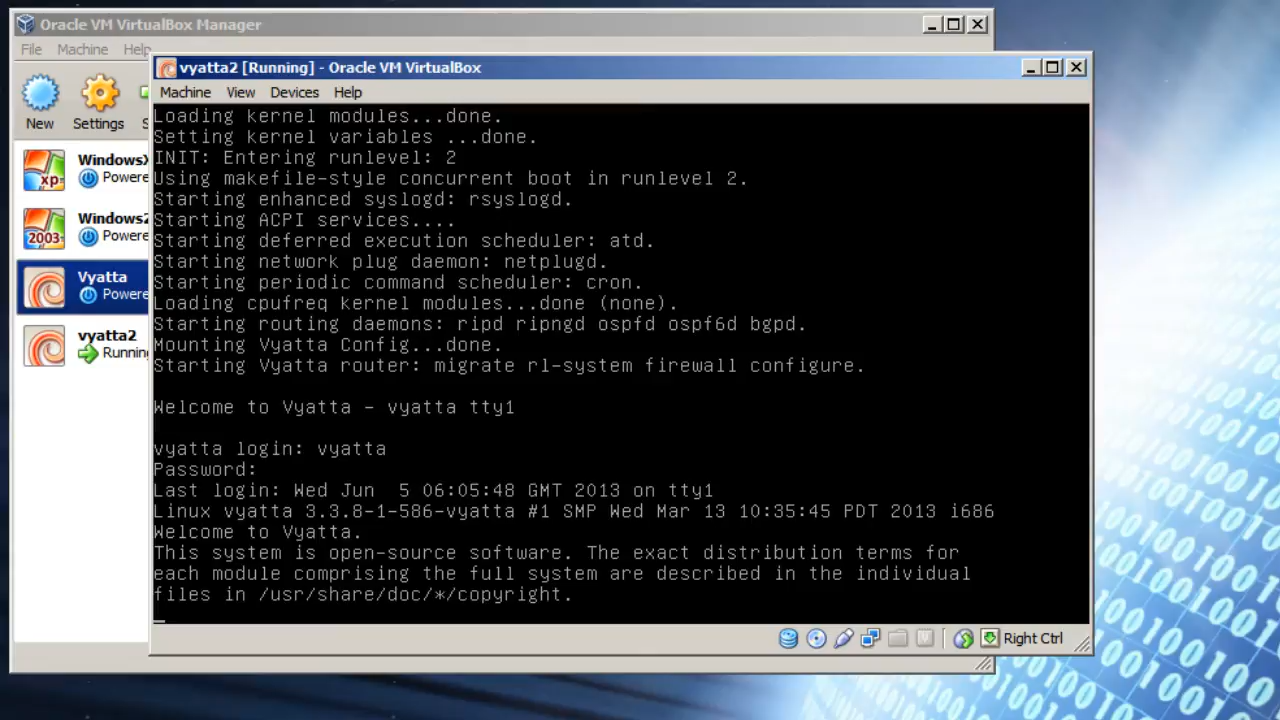 Oracle VM VirtualBox Manager
File Machine Help
New Settings S
WindowsX
Powere
Windows2
Powere
Vyatta
Powere
vyatta2
Running
vyatta2 [Running] - Oracle VM VirtualBox
Machine View Devices Help
Loading kernel modules...done.
Setting kernel variables ...done.
INIT: Entering runlevel: 2
Using makefile-style concurrent boot in runlevel 2.
Starting enhanced syslogd: rsyslogd.
Starting ACPI services....
Starting deferred execution scheduler: atd.
Starting network plug daemon: netplugd.
Starting periodic command scheduler: cron.
Loading cpufreq kernel modules...done (none).
Starting routing daemons: ripd ripngd ospfd ospf6d bgpd.
Mounting Vyatta Config...done.
Starting Vyatta router: migrate rl-system firewall configure.
Welcome to Vyatta - vyatta tty1
vyatta login: vyatta
Password:
Last login: Wed Jun  5 06:05:48 GMT 2013 on tty1
Linux vyatta 3.3.8-1-586-vyatta #1 SMP Wed Mar 13 10:35:45 PDT 2013 i686
Welcome to Vyatta.
This system is open-source software. The exact distribution terms for
each module comprising the full system are described in the individual
files in /usr/share/doc/*/copyright.
Right Ctrl